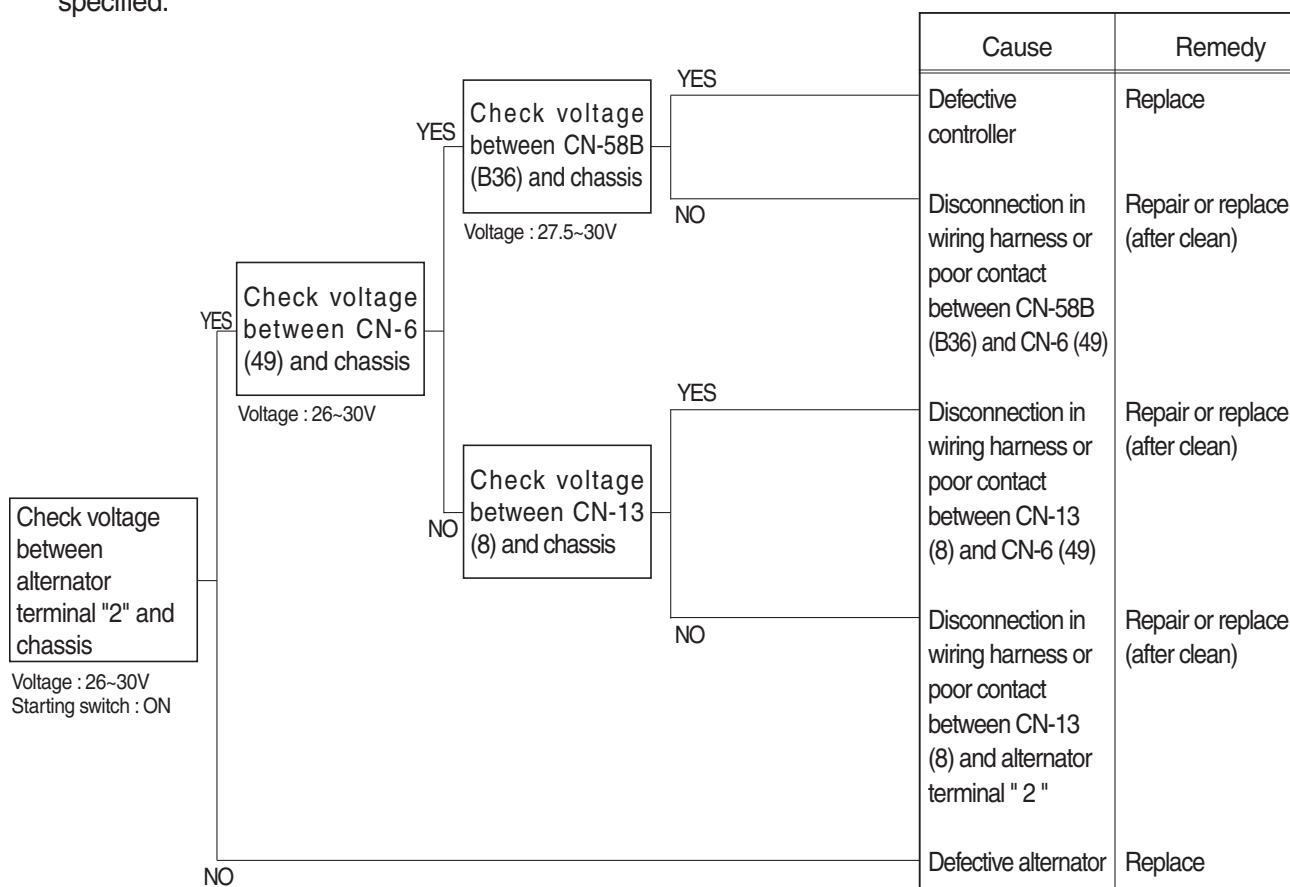 specified.
Cause
Remedy
YES
Defective
controller
Replace
YES
Check voltage
between CN-58B
(B36) and chassis
Voltage : 27.5~30V
NO
Disconnection in
wiring harness or
poor contact
between CN-58B
(B36) and CN-6 (49)
Repair or replace
(after clean)
YES
Check voltage
between CN-6
(49) and chassis
Voltage : 26~30V
YES
Disconnection in
wiring harness or
poor contact
between CN-13
(8) and CN-6 (49)
Repair or replace
(after clean)
NO
Check voltage
between CN-13
(8) and chassis
Check voltage
between
alternator
terminal "2" and
chassis
Voltage : 26~30V
Starting switch : ON
NO
Disconnection in
wiring harness or
poor contact
between CN-13
(8) and alternator
terminal " 2 "
Repair or replace
(after clean)
NO
Defective alternator
Replace